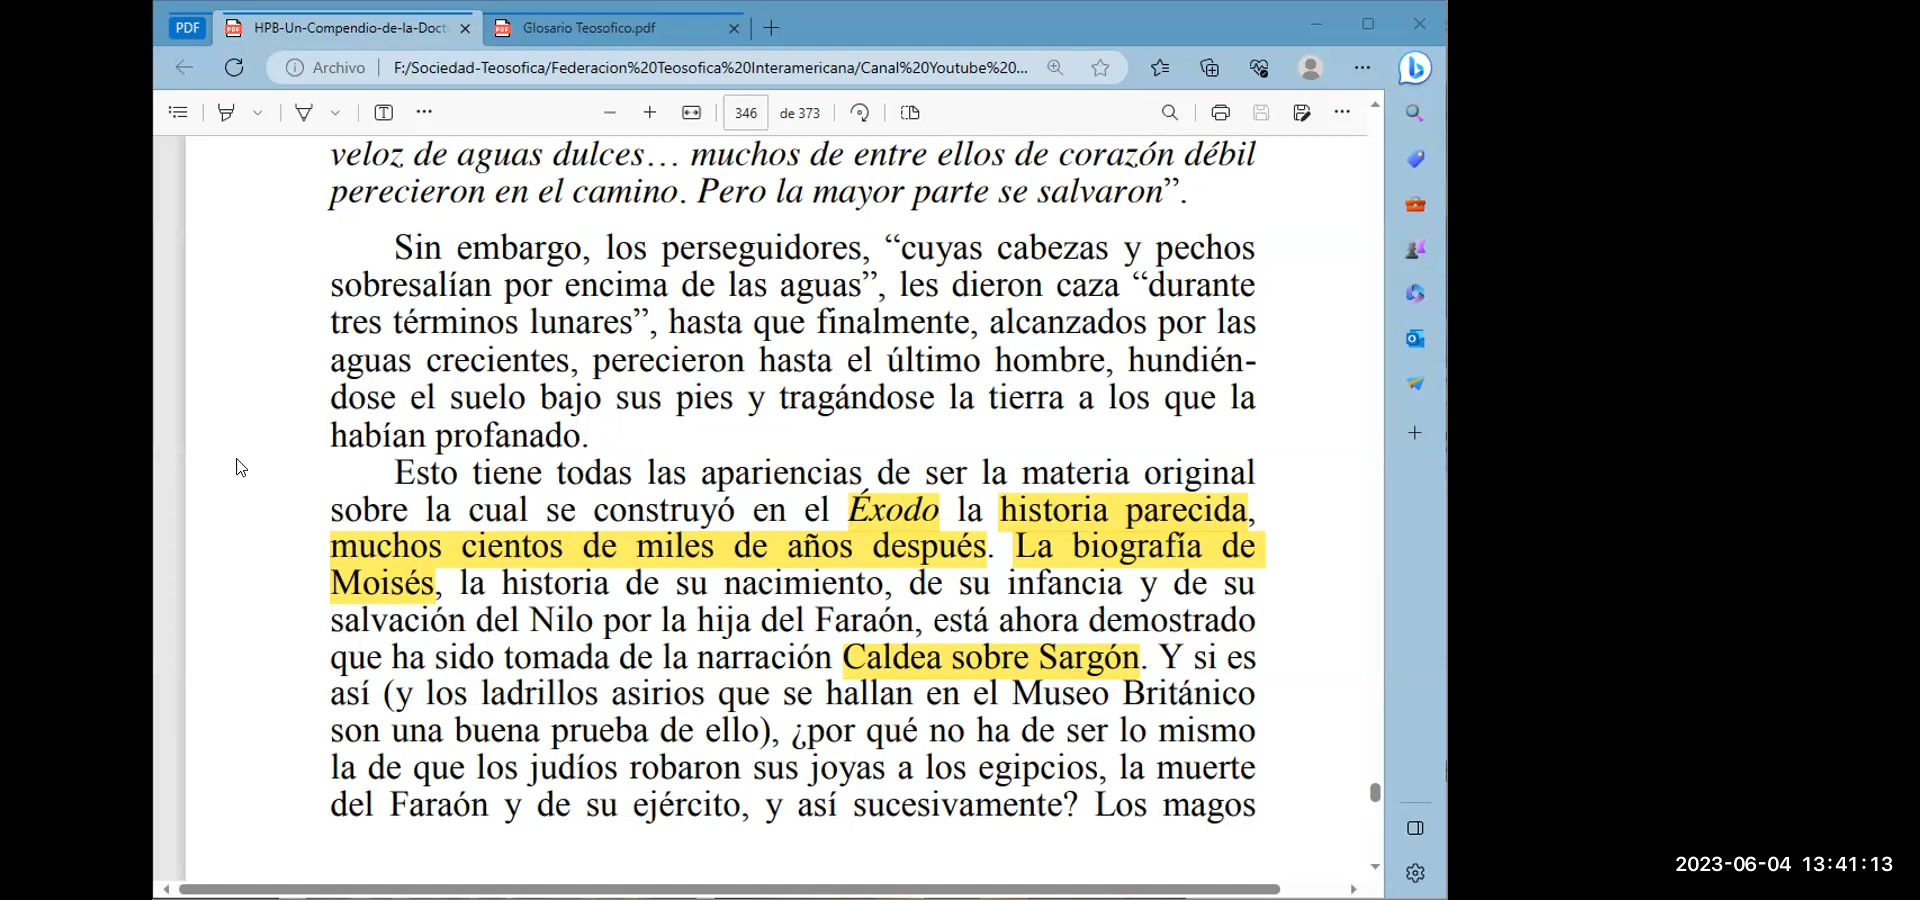 PDF
HPB-Un-Compendio-de-la-Doct
Glosario Teosofico.pdf
Archivo
F:/Sociedad-Teosofica/Federacion%20Teosofica%20Interamericana/Canal%20Youtube%20...
346
de 373
veloz de aguas dulces… muchos de entre ellos de corazón débil
perecieron en el camino. Pero la mayor parte se salvaron”.
Sin embargo, los perseguidores, “cuyas cabezas y pechos
sobresalían por encima de las aguas”, les dieron caza “durante
tres términos lunares”, hasta que finalmente, alcanzados por las
aguas crecientes, perecieron hasta el último hombre, hundién-
dose el suelo bajo sus pies y tragándose la tierra a los que la
habían profanado.
Esto tiene todas las apariencias de ser la materia original
sobre la cual se construyó en el Éxodo la historia parecida,
muchos cientos de miles de años después. La biografía de
Moisés, la historia de su nacimiento, de su infancia y de su
salvación del Nilo por la hija del Faraón, está ahora demostrado
que ha sido tomada de la narración Caldea sobre Sargón. Y si es
así (y los ladrillos asirios que se hallan en el Museo Británico
son una buena prueba de ello), ¿por qué no ha de ser lo mismo
la de que los judíos robaron sus joyas a los egipcios, la muerte
del Faraón y de su ejército, y así sucesivamente? Los magos
2023-06-04 13:41:13